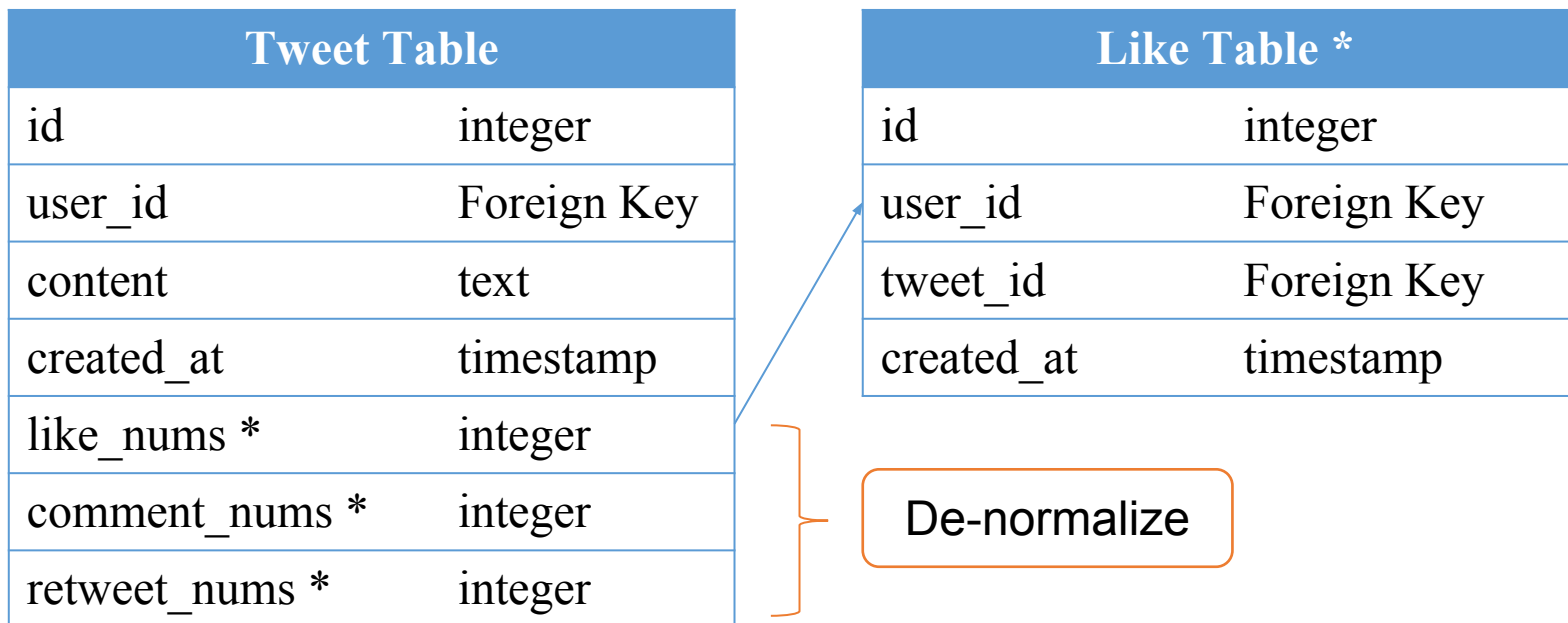 Tweet Table
id integer
user_id Foreign Key
content text
created_at timestamp
like_nums * integer
comment_nums * integer
retweet_nums * integer
Like Table *
id integer
user_id Foreign Key
tweet_id Foreign Key
created_at timestamp
De-normalize